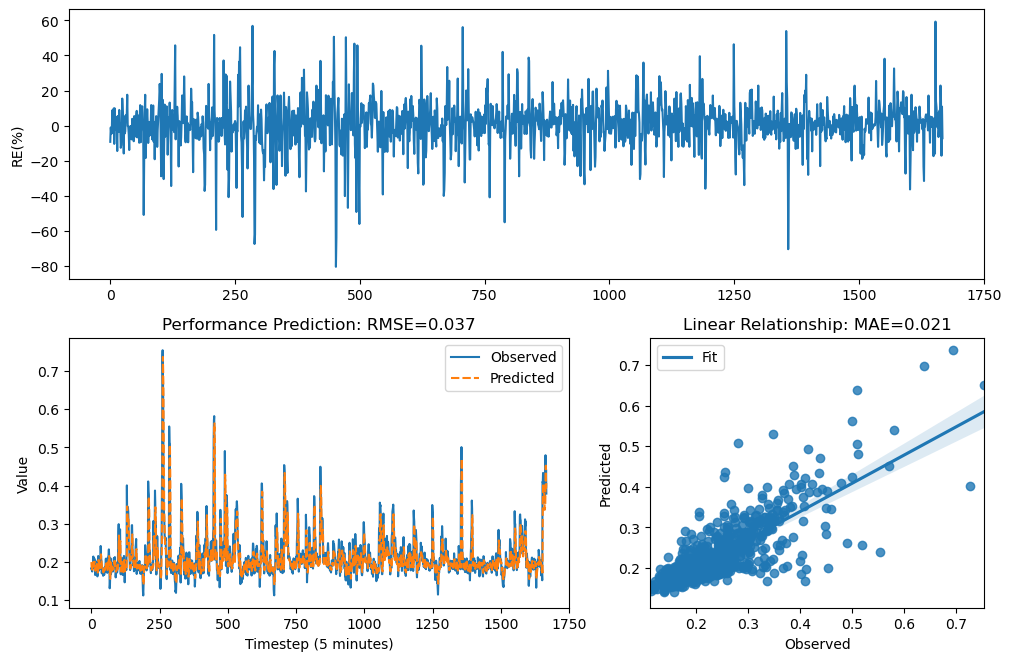 60
40
20
0
−20
−40
−60
−80
RE(%)
0 250 500 750 1000 1250 1500 1750
Performance Prediction: RMSE=0.037
Observed
Predicted
0.7
0.6
0.5
0.4
0.3
0.2
0.1
Value
0 250 500 750 1000 1250 1500 1750
Timestep (5 minutes)
Linear Relationship: MAE=0.021
Fit
0.7
0.6
0.5
0.4
0.3
0.2
Predicted
0.2 0.3 0.4 0.5 0.6 0.7
Observed